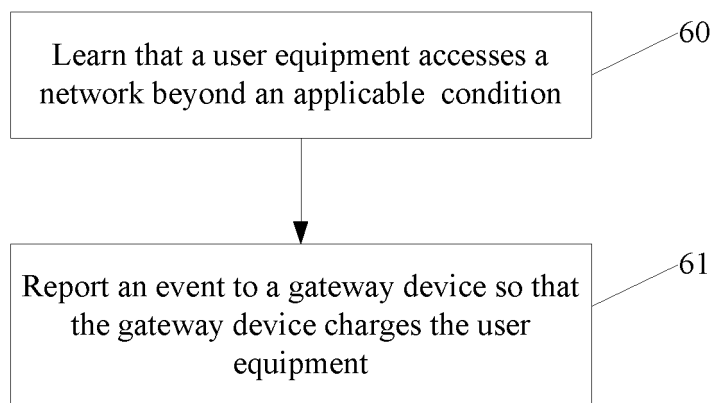 Learn that a user equipment accesses a
network beyond an applicable condition
60
Report an event to a gateway device so that
the gateway device charges the user
equipment
61